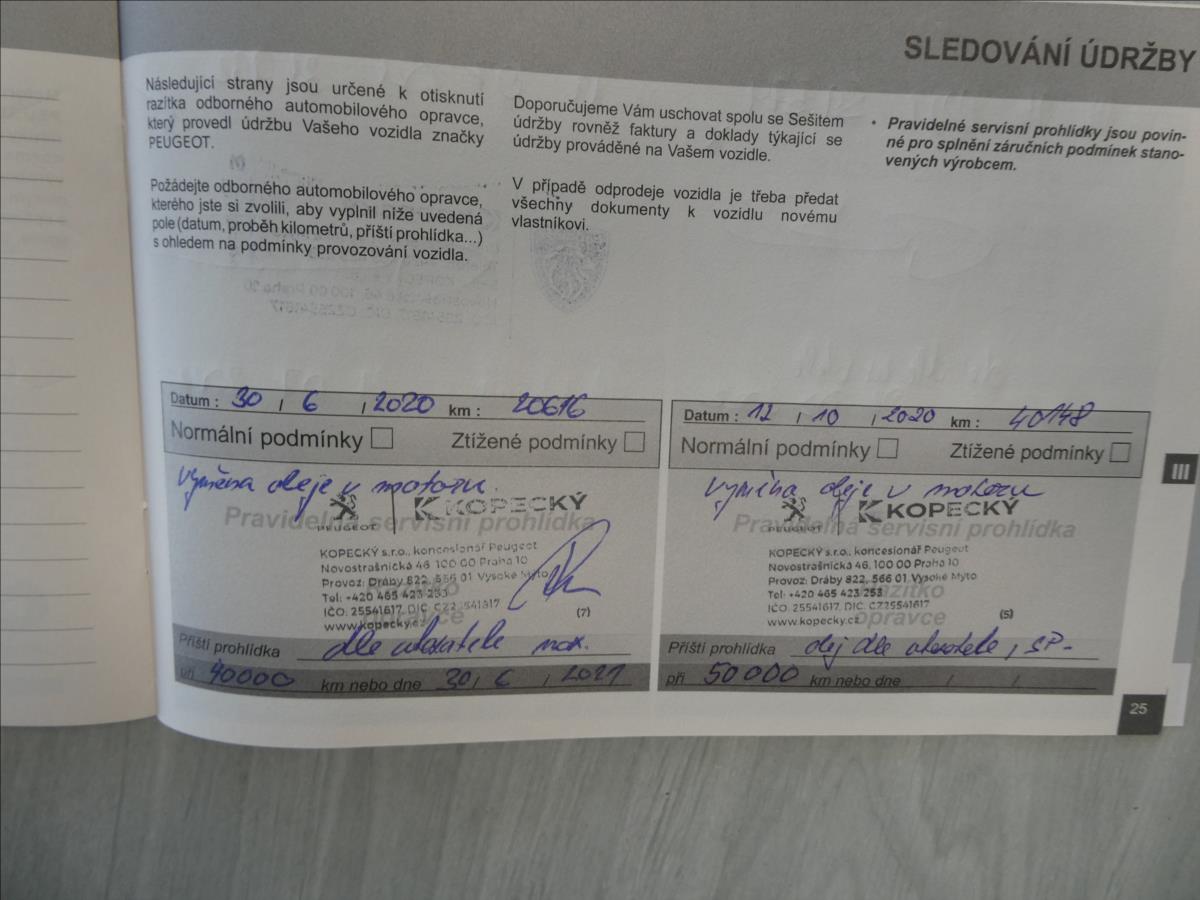 SLEDOVÁNÍ ÚDRŽBY
Následující strany jsou určené k otisknutí
razítka odborného automobilového opravce,
který provedl údržbu Vašeho vozidla značky
PEUGEOT.
Požádejte odborného automobilového opravce,
kterého jste si zvolili, aby vyplnil níže uvedená
pole (datum, proběh kilometrů, příští prohlídka...)
s ohledem na podmínky provozování vozidla.
Doporučujeme Vám uschovat spolu se Sešitem
údržby rovněž faktury a doklady týkající se
údržby prováděné na Vašem vozidle.
V případě odprodeje vozidla je třeba předat
všechny dokumenty k vozidlu novému
vlastníkovi.
• Pravidelné servisní prohlídky jsou povin-
né pro splnění záručních podmínek stano-
vených výrobcem.
Datum : 30 / 6 / 2020 km : 20616
Normální podmínky Ztížené podmínky
Výměna oleje v motoru
PEUGEOT KOPECKÝ
Pravidelná servisní prohlídka
KOPECKÝ s.r.o., koncesionář Peugeot
Novostrašnická 46, 100 00 Praha 10
Provoz: Dráby 822, 566 01 Vysoké Mýto
Tel: +420 465 423 253
IČO: 25541617, DIČ: CZ25541617
www.kopecky.cz
(7)
opravce
Příští prohlídka dle ukazatele max.
při 40000 km nebo dne 30 / 6 / 2021
Datum : 12 / 10 / 2020 km : 40148
Normální podmínky Ztížené podmínky
Výměna oleje v motoru
PEUGEOT KOPECKÝ
Pravidelná servisní prohlídka
KOPECKÝ s.r.o., koncesionář Peugeot
Novostrašnická 46, 100 00 Praha 10
Provoz: Dráby 822, 566 01 Vysoké Mýto
Tel: +420 465 423 253
razítko
IČO: 25541617, DIČ: CZ25541617
www.kopecky.cz
(5)
opravce
Příští prohlídka olej dle ukazatele, SP-
při 50000 km nebo dne / /
III
25